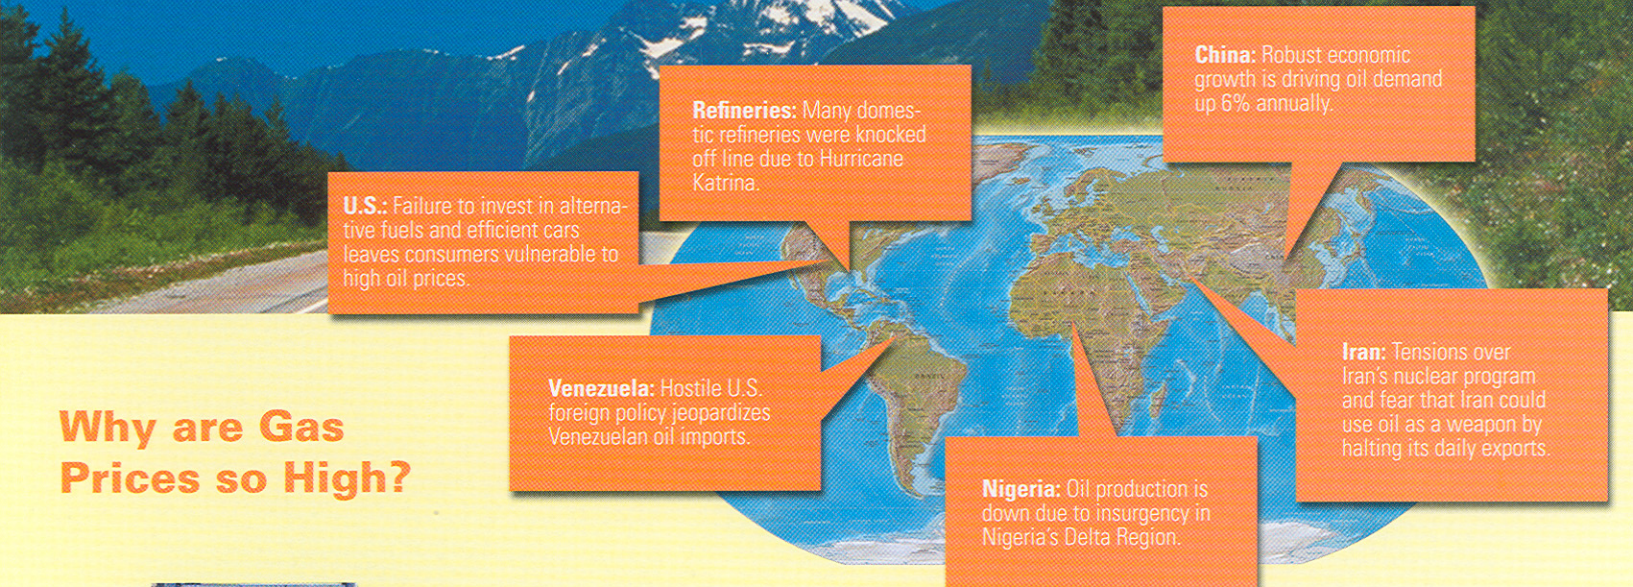 China: Robust economic
growth is driving oil demand
up 6% annually.
Refineries: Many domes-
tic refineries were knocked
off line due to Hurricane
Katrina.
U.S.: Failure to invest in alterna-
tive fuels and efficient cars
leaves consumers vulnerable to
high oil prices.
Venezuela: Hostile U.S.
foreign policy jeopardizes
Venezuelan oil imports.
Iran: Tensions over
Iran's nuclear program
and fear that Iran could
use oil as a weapon by
halting its daily exports.
Nigeria: Oil production is
down due to insurgency in
Nigeria's Delta Region.
Why are Gas
Prices so High?